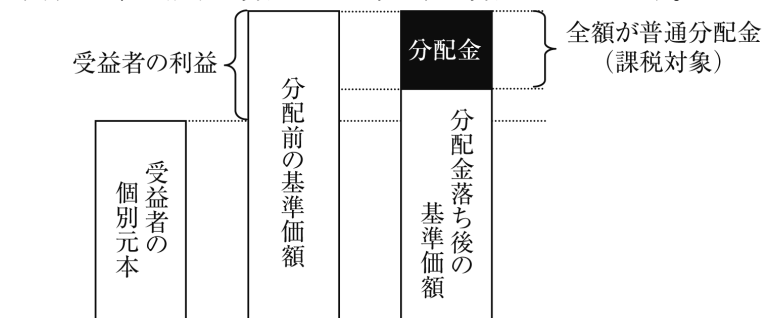 受益者の利益
分配金
全額が普通分配金
（課税対象）
受益者の
個別元本
分配前の基準価額
分配金落ち後の
基準価額